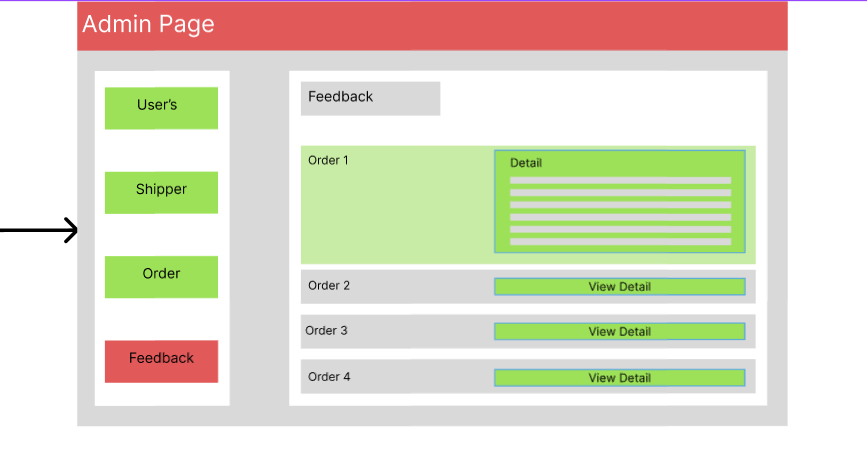 Admin Page
User's
Shipper
Order
Feedback
Feedback
Order 1
Detail
Order 2
View Detail
Order 3
View Detail
Order 4
View Detail